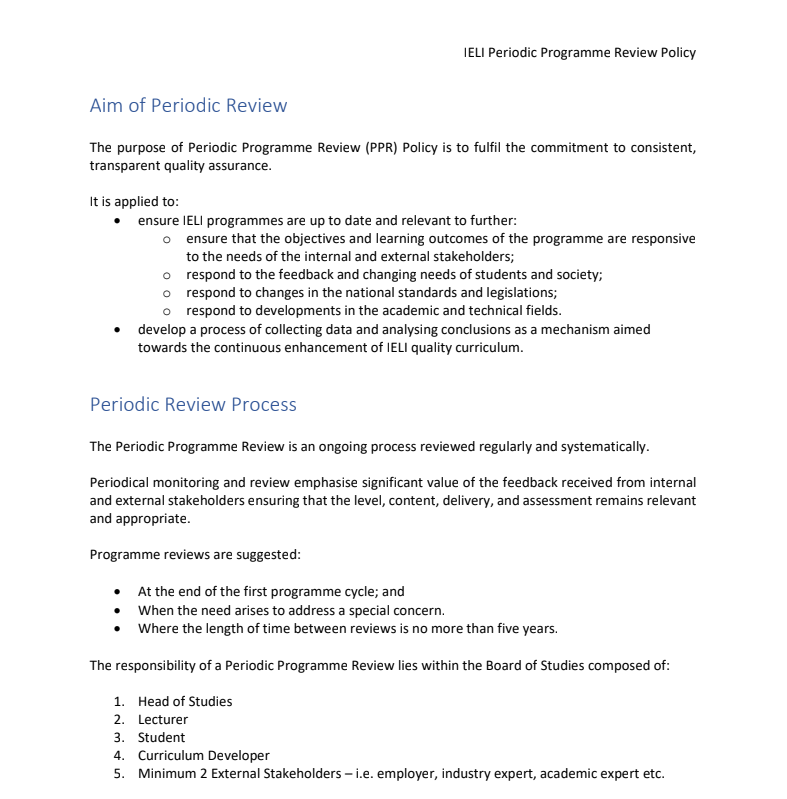 IELI Periodic Programme Review Policy
Aim of Periodic Review
The purpose of Periodic Programme Review (PPR) Policy is to fulfil the commitment to consistent,
transparent quality assurance.
It is applied to:
• ensure IELI programmes are up to date and relevant to further:
o ensure that the objectives and learning outcomes of the programme are responsive
to the needs of the internal and external stakeholders;
o respond to the feedback and changing needs of students and society;
o respond to changes in the national standards and legislations;
o respond to developments in the academic and technical fields.
• develop a process of collecting data and analysing conclusions as a mechanism aimed
towards the continuous enhancement of IELI quality curriculum.
Periodic Review Process
The Periodic Programme Review is an ongoing process reviewed regularly and systematically.
Periodical monitoring and review emphasise significant value of the feedback received from internal
and external stakeholders ensuring that the level, content, delivery, and assessment remains relevant
and appropriate.
Programme reviews are suggested:
• At the end of the first programme cycle; and
• When the need arises to address a special concern.
• Where the length of time between reviews is no more than five years.
The responsibility of a Periodic Programme Review lies within the Board of Studies composed of:
1. Head of Studies
2. Lecturer
3. Student
4. Curriculum Developer
5. Minimum 2 External Stakeholders – i.e. employer, industry expert, academic expert etc.